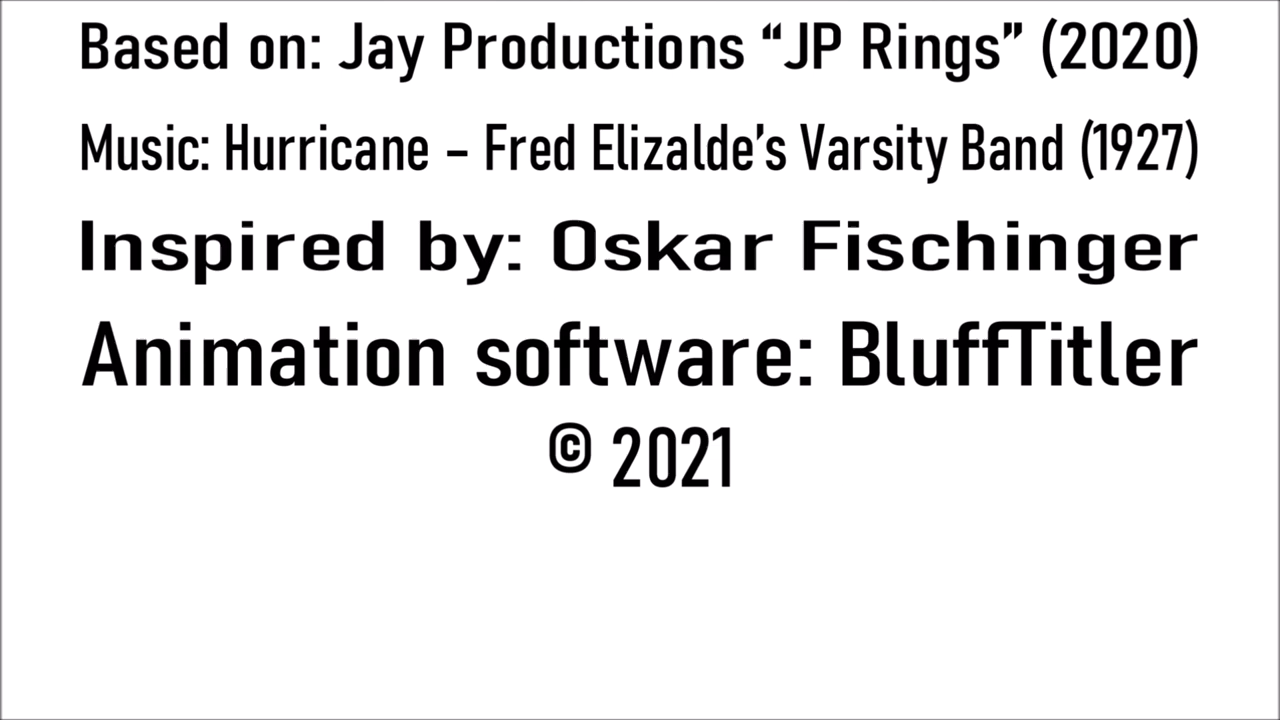 Based on: Jay Productions “JP Rings” (2020)
Music: Hurricane – Fred Elizalde’s Varsity Band (1927)
Inspired by: Oskar Fischinger
Animation software: BluffTitler
© 2021